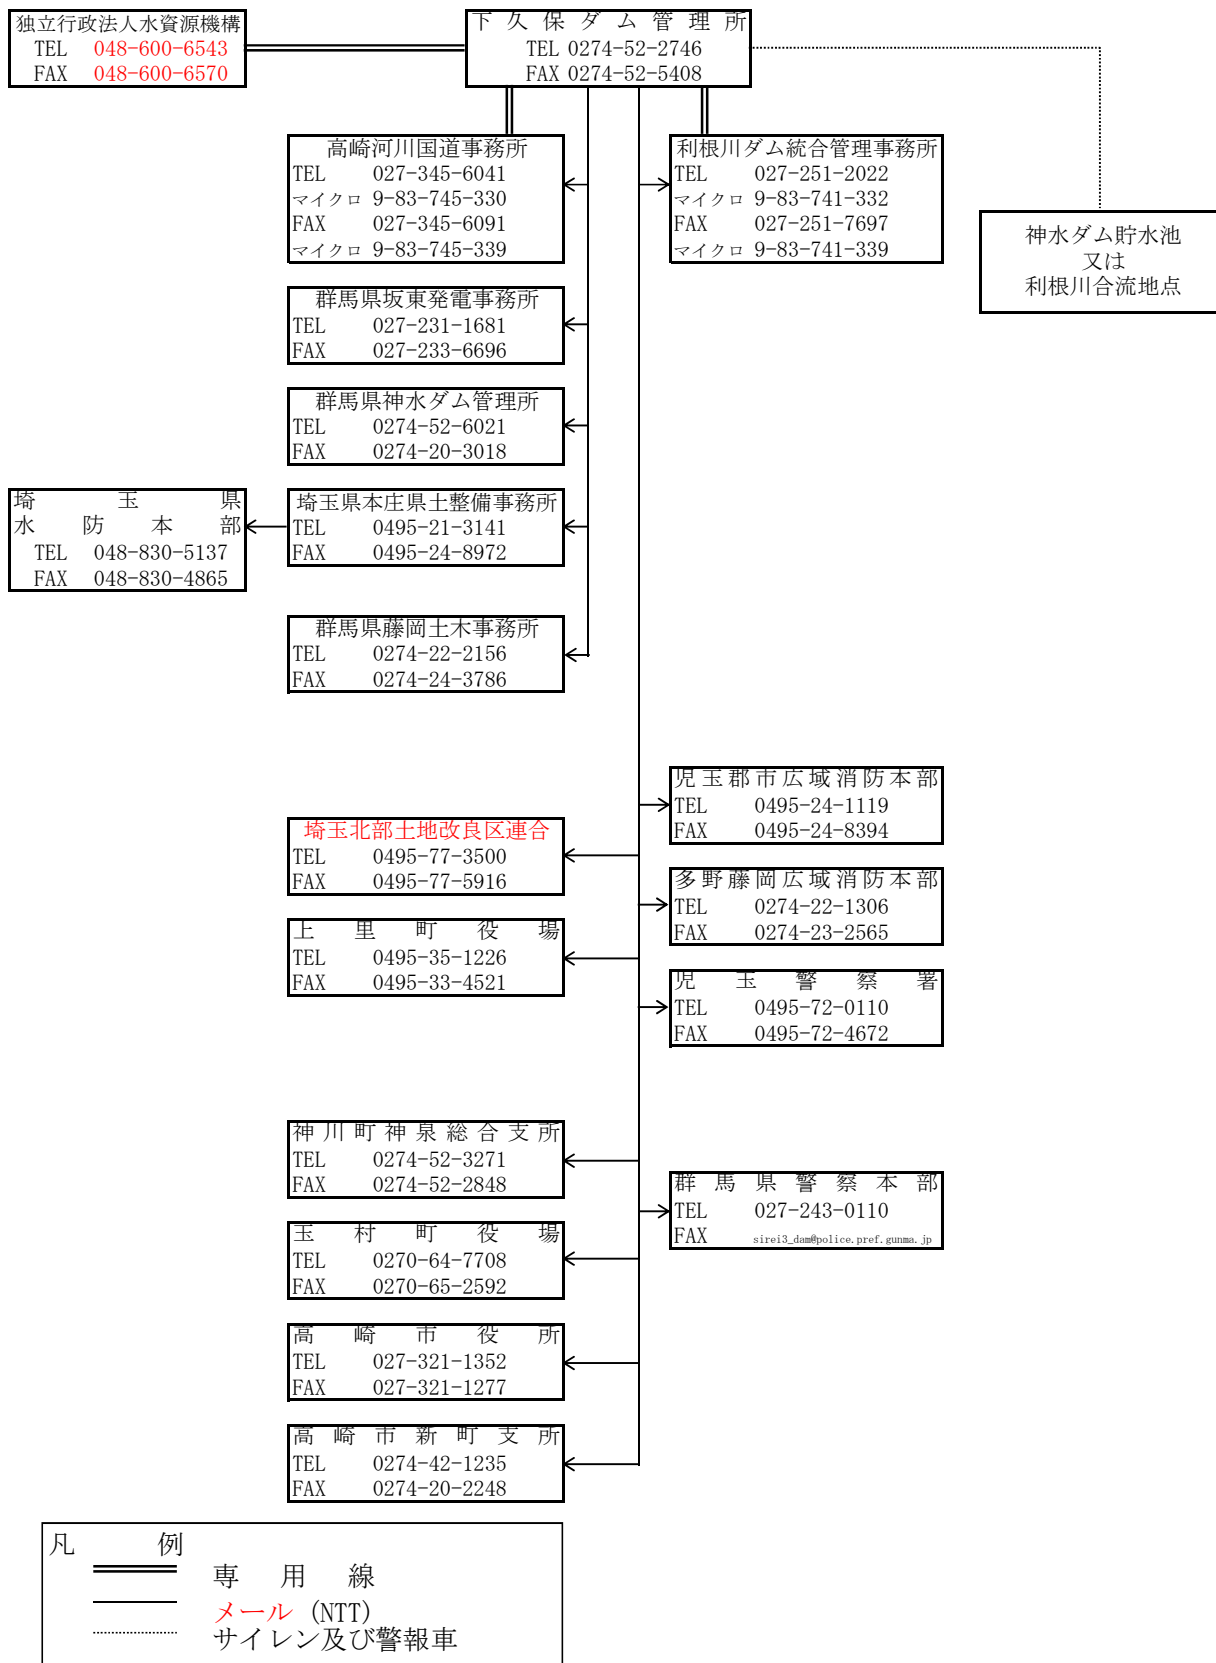 独立行政法人水資源機構
TEL 048-600-6543
FAX 048-600-6570
下久保ダム管理所
TEL 0274-52-2746
FAX 0274-52-5408
高崎河川国道事務所
TEL 027-345-6041
マイクロ 9-83-745-330
FAX 027-345-6091
マイクロ 9-83-745-339
利根川ダム統合管理事務所
TEL 027-251-2022
マイクロ 9-83-741-332
FAX 027-251-7697
マイクロ 9-83-741-339
神水ダム貯水池
又は
利根川合流地点
群馬県坂東発電事務所
TEL 027-231-1681
FAX 027-233-6696
群馬県神水ダム管理所
TEL 0274-52-6021
FAX 0274-20-3018
埼玉県
水防本部
TEL 048-830-5137
FAX 048-830-4865
埼玉県本庄県土整備事務所
TEL 0495-21-3141
FAX 0495-24-8972
群馬県藤岡土木事務所
TEL 0274-22-2156
FAX 0274-24-3786
児玉郡市広域消防本部
TEL 0495-24-1119
FAX 0495-24-8394
埼玉北部土地改良区連合
TEL 0495-77-3500
FAX 0495-77-5916
多野藤岡広域消防本部
TEL 0274-22-1306
FAX 0274-23-2565
上里町役場
TEL 0495-35-1226
FAX 0495-33-4521
児玉警察署
TEL 0495-72-0110
FAX 0495-72-4672
神川町神泉総合支所
TEL 0274-52-3271
FAX 0274-52-2848
群馬県警察本部
TEL 027-243-0110
FAX sirei3_dam@police.pref.gunma.jp
玉村町役場
TEL 0270-64-7708
FAX 0270-65-2592
高崎市役所
TEL 027-321-1352
FAX 027-321-1277
高崎市新町支所
TEL 0274-42-1235
FAX 0274-20-2248
凡例
専用線
メール (NTT)
サイレン及び警報車